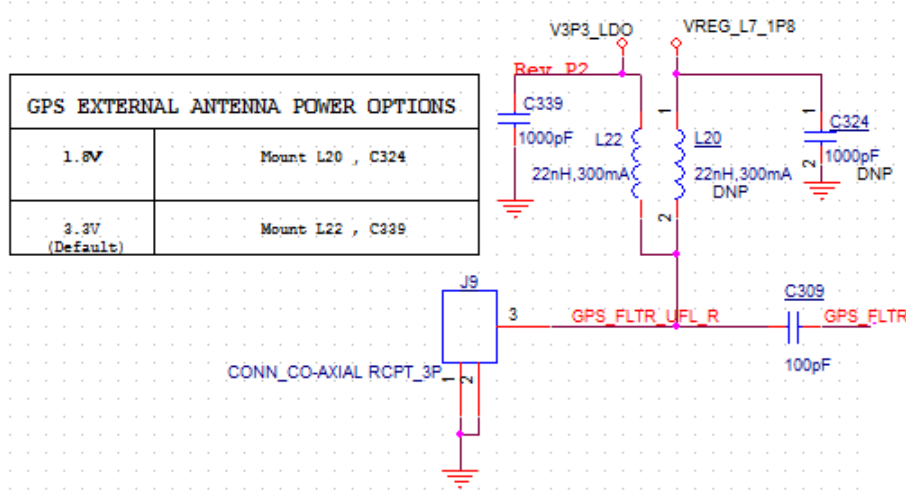 V3P3_LDO
VREG_L7_1P8
Rev P2
GPS EXTERNAL ANTENNA POWER OPTIONS
1.8V
Mount L20 , C324
3.3V
(Default)
Mount L22 , C339
C339
1000pF
L22
22nH,300mA
1
L20
22nH,300mA
DNP
2
1
C324
1000pF
2
DNP
J9
3
GPS_FLTR_UFL_R
C309
GPS_FLTR
100pF
CONN_CO-AXIAL RCPT_3P
1
2